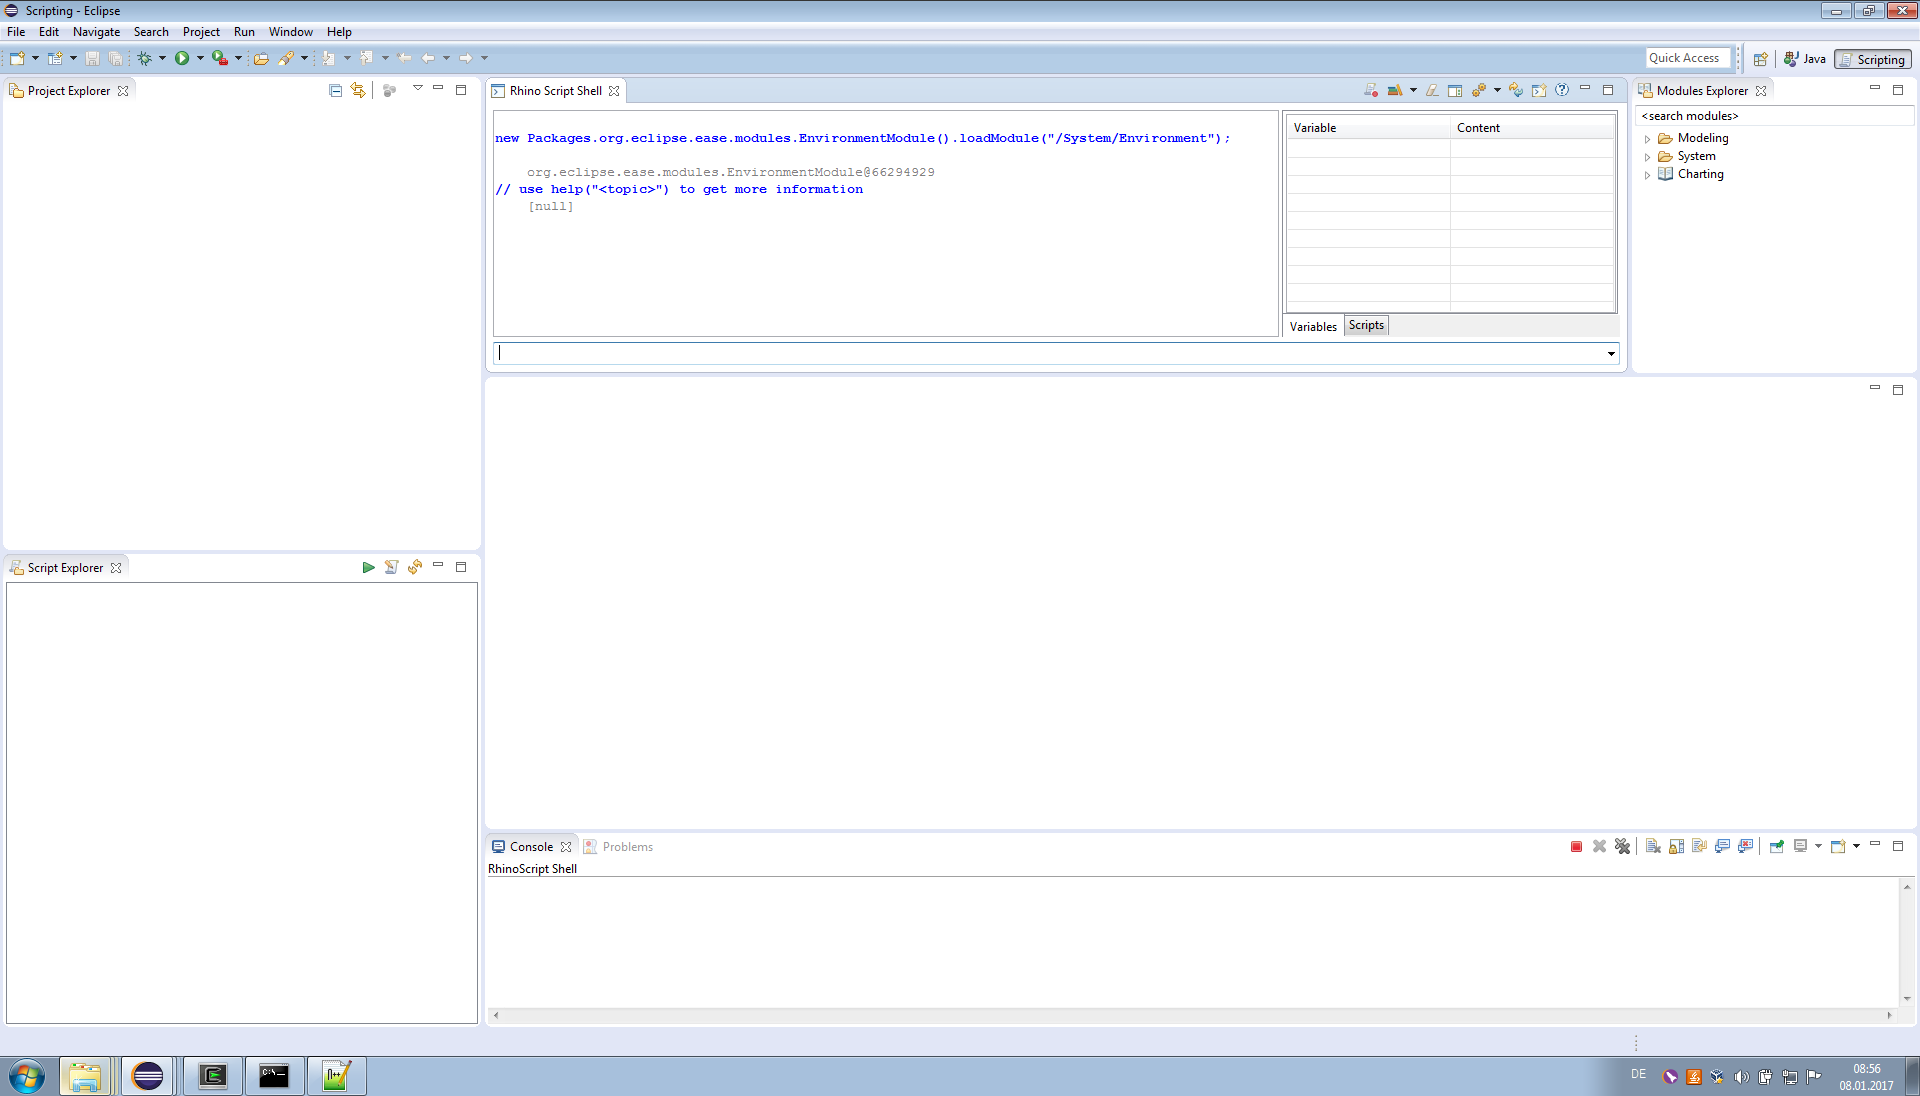 Scripting - Eclipse
File Edit Navigate Search Project Run Window Help
Quick Access
Java
Scripting
Project Explorer
Rhino Script Shell
new Packages.org.eclipse.ease.modules.EnvironmentModule().loadModule("/System/Environment");
org.eclipse.ease.modules.EnvironmentModule@66294929
// use help("<topic>") to get more information
[null]
Variable Content
Variables Scripts
Modules Explorer
<search modules>
Modeling
System
Charting
Script Explorer
Console Problems
RhinoScript Shell
DE
08:56
08.01.2017